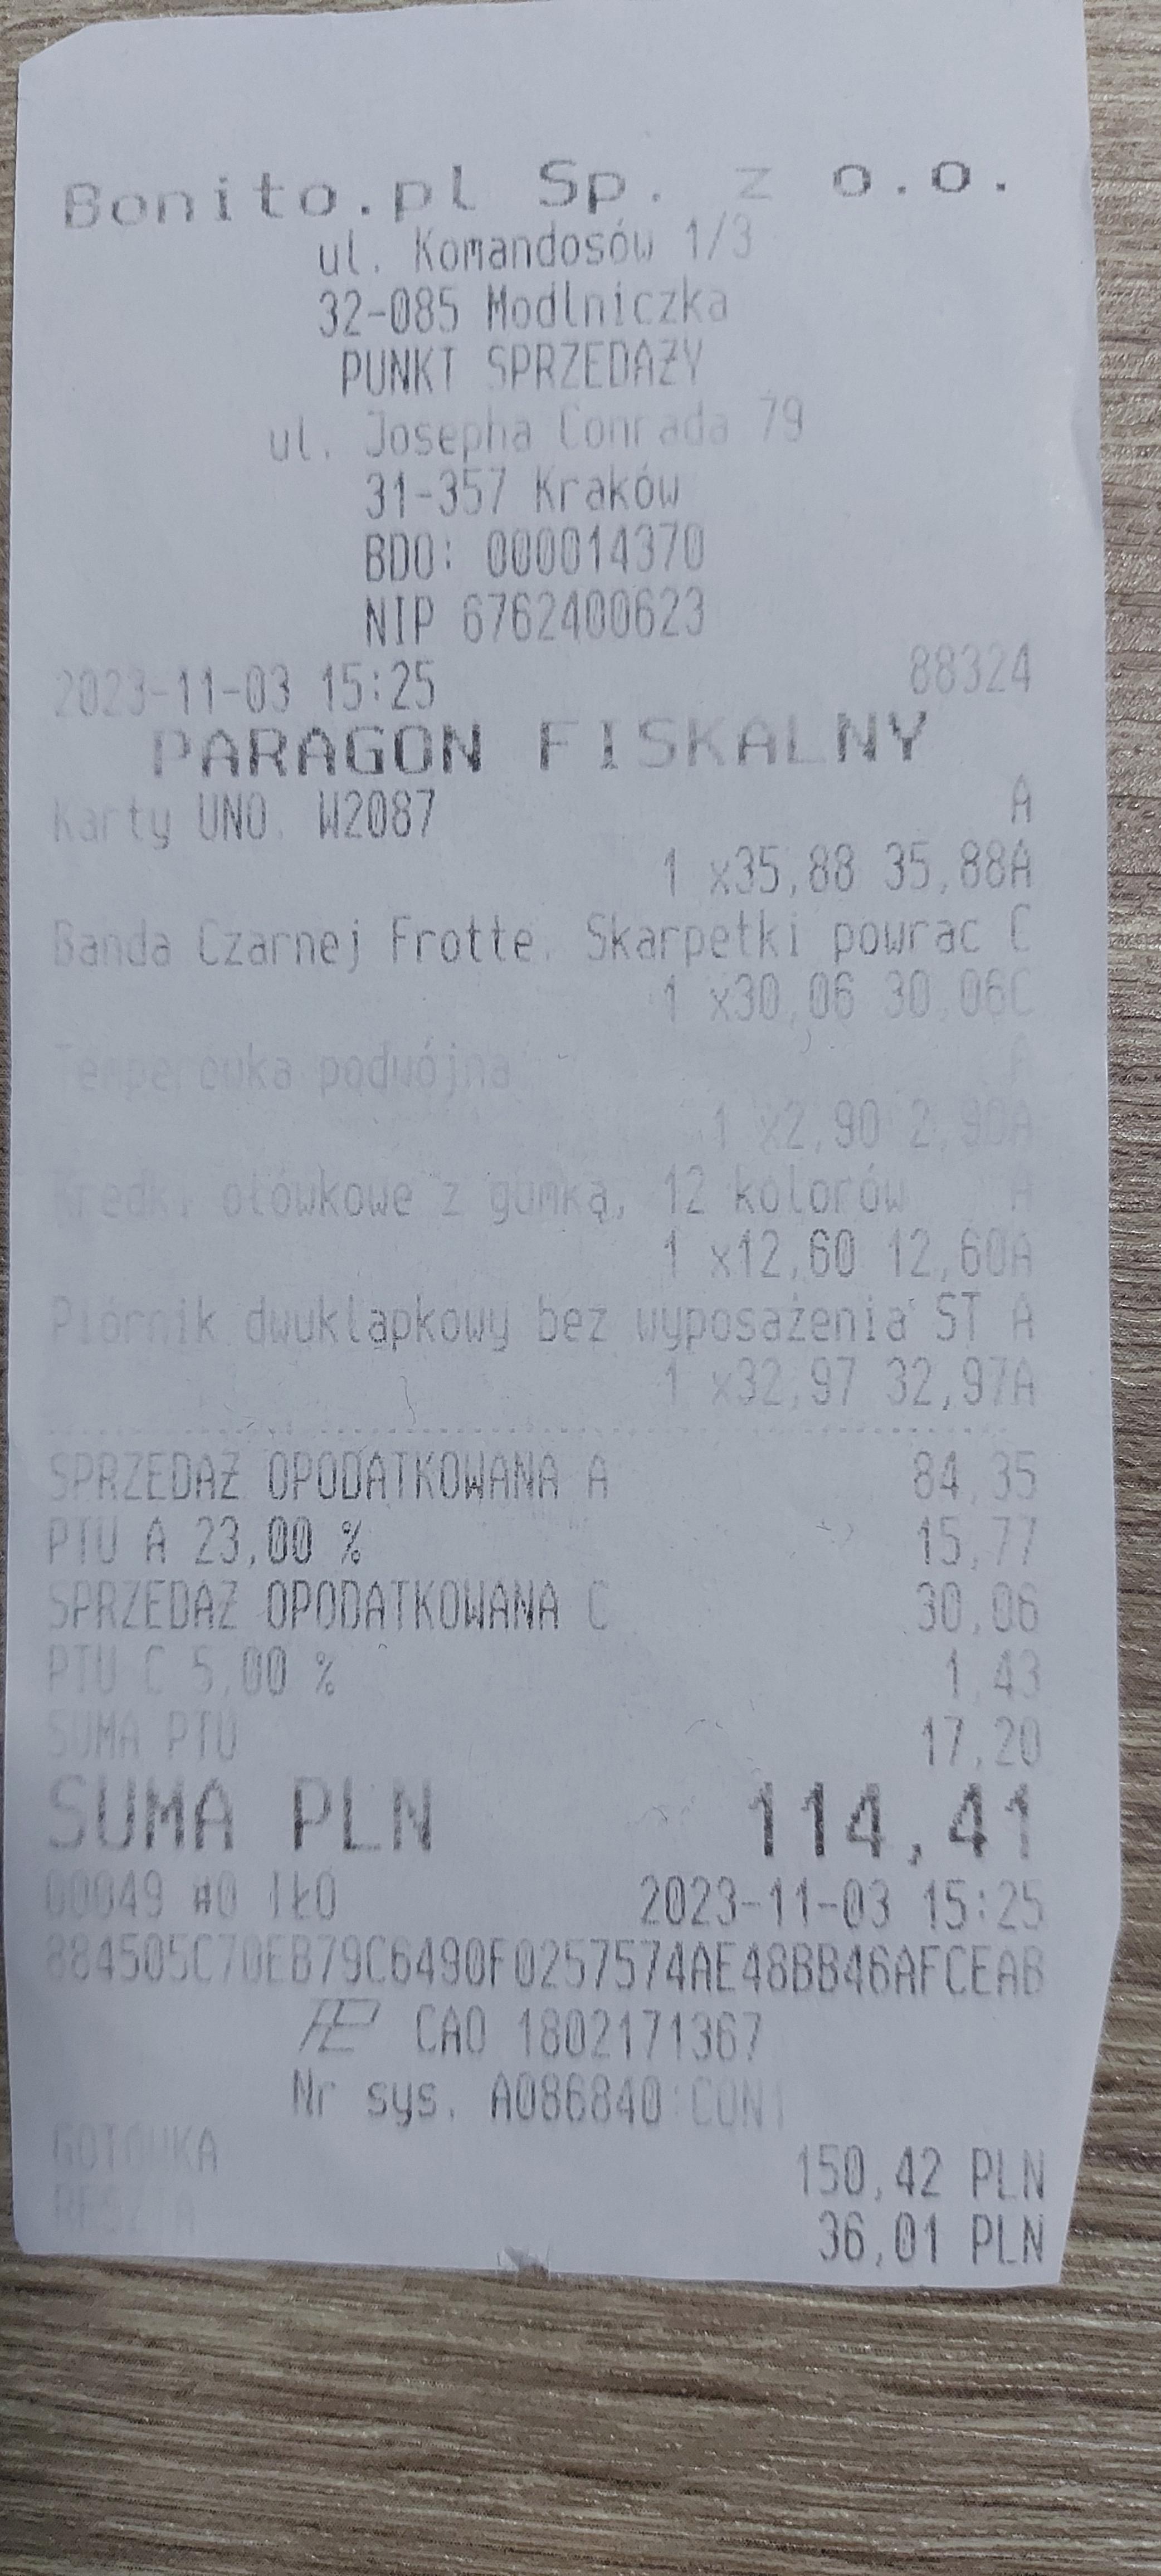 Bonito.pl Sp. z o.o.
ul. Komandosów 1/3
32-085 Modlniczka
PUNKT SPRZEDAŻY
ul. Josepha Conrada 79
31-357 Kraków
BDO: 000014370
NIP 6762400623
2023-11-03 15:25 88324
PARAGON FISKALNY
Karty UNO. W2087 A
1 x35,88 35,88A
Banda Czarnej Frotte. Skarpetki powrac C
1 x30,06 30,06C
Temperówka podwójna A
1 x2,90 2,90A
Kredki ołówkowe z gumką, 12 kolorów A
1 x12,60 12,60A
Piórnik dwuklapkowy bez wyposażenia ST A
1 x32,97 32,97A
SPRZEDAŻ OPODATKOWANA A 84,35
PTU A 23,00 % 15,77
SPRZEDAŻ OPODATKOWANA C 30,06
PTU C 5,00 % 1,43
SUMA PTU 17,20
SUMA PLN 114,41
00049 #0 IŁO 2023-11-03 15:25
884505C70EB79C6490F0257574AE48BB46AFCEAB
CAO 1802171367
Nr sys. A086840:CON1
GOTÓWKA 150,42 PLN
RESZTA 36,01 PLN